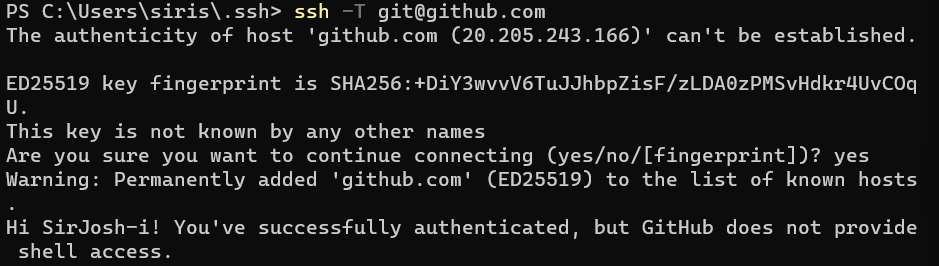 PS C:\Users\siris\.ssh> ssh -T git@github.com
The authenticity of host 'github.com (20.205.243.166)' can't be established.
ED25519 key fingerprint is SHA256:+DiY3wvvV6TuJJhbpZisF/zLDA0zPMSvHdkr4UvCOq
U.
This key is not known by any other names
Are you sure you want to continue connecting (yes/no/[fingerprint])? yes
Warning: Permanently added 'github.com' (ED25519) to the list of known hosts
.
Hi SirJosh-i! You've successfully authenticated, but GitHub does not provide
 shell access.